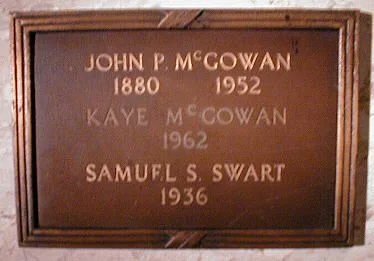 JOHN P. McGOWAN
1880 1952
KAYE McGOWAN
1962
SAMUEL S. SWART
1936